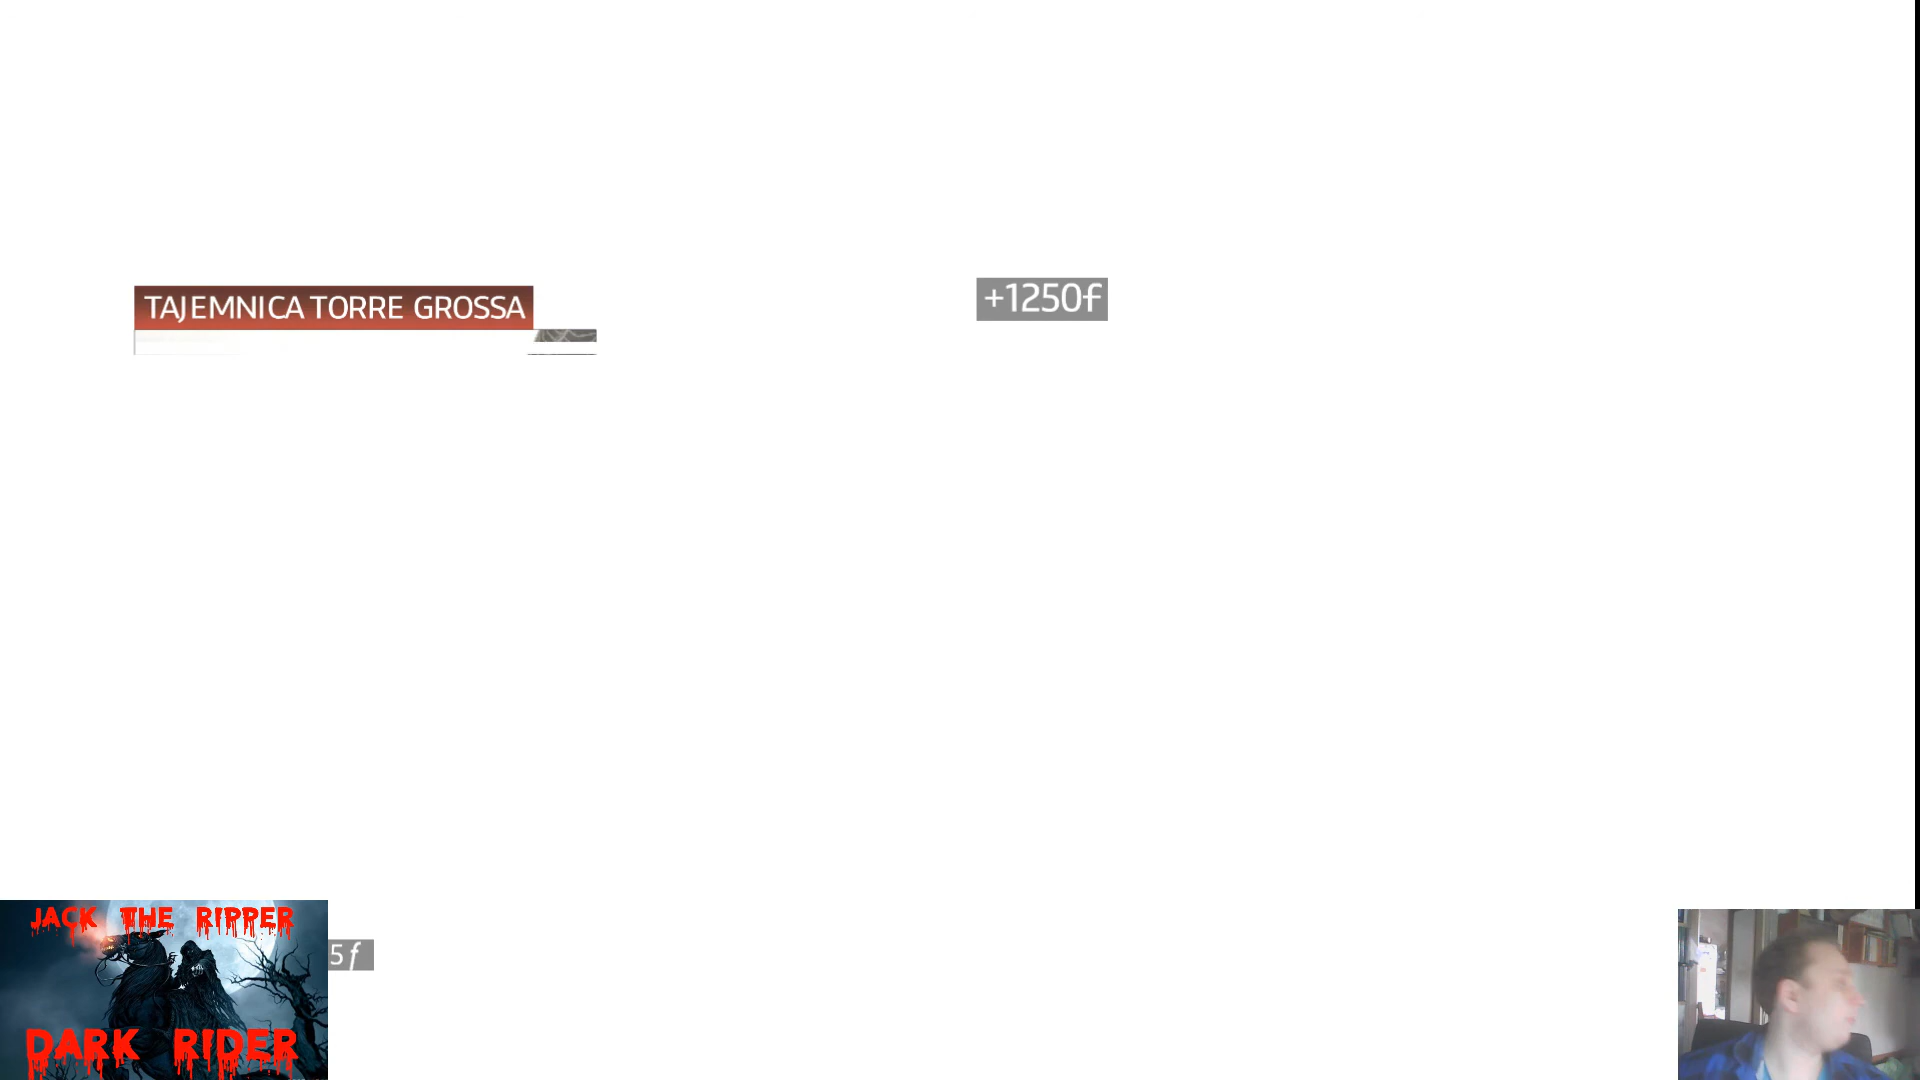 TAJEMNICA TORRE GROSSA
+1250f
JACK THE RIPPER
5f
DARK RIDER